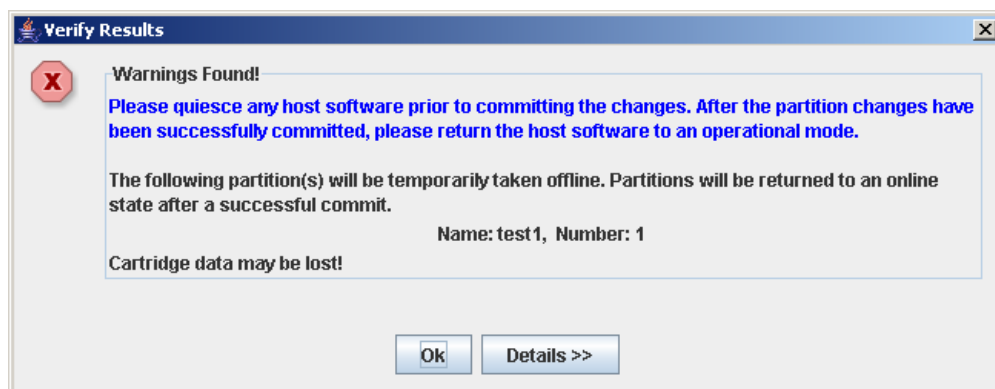 Verify Results
Warnings Found!
Please quiesce any host software prior to committing the changes. After the partition changes have
been successfully committed, please return the host software to an operational mode.
The following partition(s) will be temporarily taken offline. Partitions will be returned to an online
state after a successful commit.
Name: test1, Number: 1
Cartridge data may be lost!
Ok
Details >>